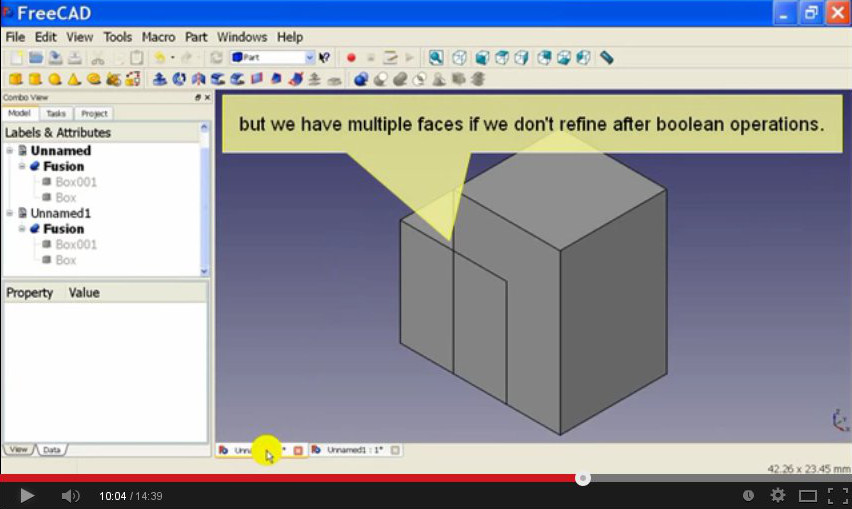 FreeCAD
File Edit View Tools Macro Part Windows Help
Part
Combo View
Model Tasks Project
Labels & Attributes
Unnamed
Fusion
Box001
Box
Unnamed1
Fusion
Box001
Box
Property Value
View Data
but we have multiple faces if we don't refine after boolean operations.
Unnamed1 : 1*
42.26 x 23.45 mm
10:04 / 14:39